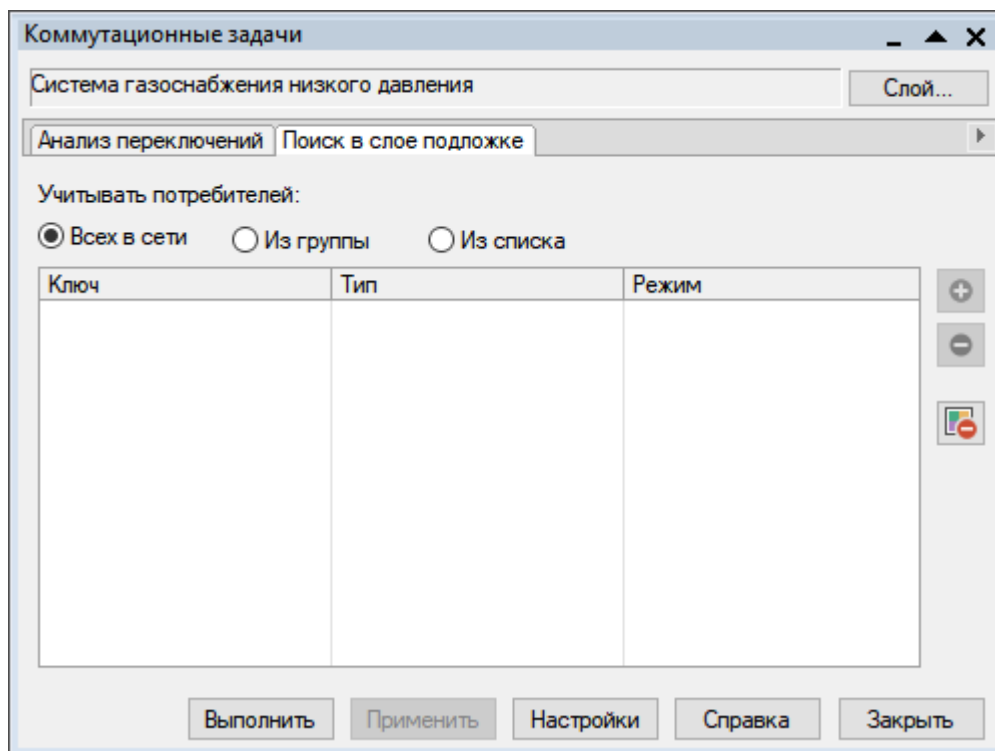 Коммутационные задачи
Система газоснабжения низкого давления Слой...
Анализ переключений Поиск в слое подложке
Учитывать потребителей:
Всех в сети Из группы Из списка
Ключ Тип Режим
Выполнить Применить Настройки Справка Закрыть